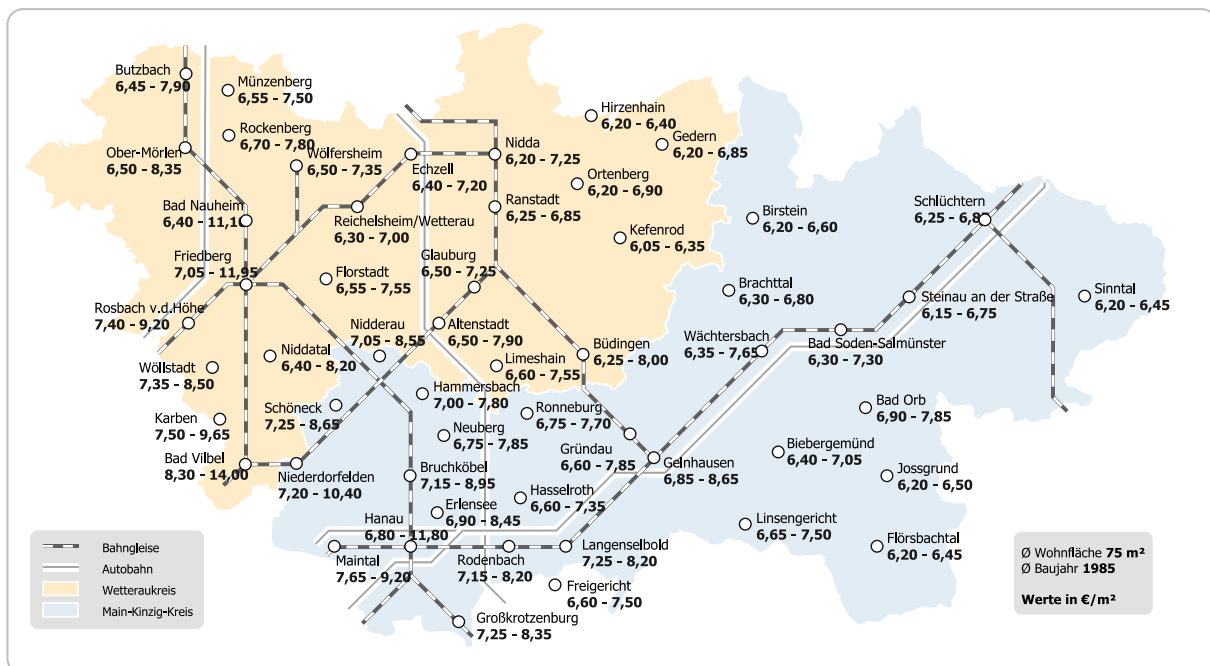 Butzbach
6,45 - 7,90
Münzenberg
6,55 - 7,50
Rockenberg
6,70 - 7,80
Ober-Mörlen
6,50 - 8,35
Wölfersheim
6,50 - 7,35
Echzell
6,40 - 7,20
Nidda
6,20 - 7,25
Hirzenhain
6,20 - 6,40
Gedern
6,20 - 6,85
Ortenberg
6,20 - 6,90
Bad Nauheim
6,40 - 11,10
Reichelsheim/Wetterau
6,30 - 7,00
Ranstadt
6,25 - 6,85
Kefenrod
6,05 - 6,35
Birstein
6,20 - 6,60
Schlüchtern
6,25 - 6,80
Friedberg
7,05 - 11,95
Florstadt
6,55 - 7,55
Glauburg
6,50 - 7,25
Brachttal
6,30 - 6,80
Steinau an der Straße
6,15 - 6,75
Sinntal
6,20 - 6,45
Rosbach v.d.Höhe
7,40 - 9,20
Nidderau
7,05 - 8,55
Altenstadt
6,50 - 7,90
Büdingen
6,25 - 8,00
Wächtersbach
6,35 - 7,65
Bad Soden-Salmünster
6,30 - 7,30
Wöllstadt
7,35 - 8,50
Niddatal
6,40 - 8,20
Limeshain
6,60 - 7,55
Hammersbach
7,00 - 7,80
Ronneburg
6,75 - 7,70
Bad Orb
6,90 - 7,85
Karben
7,50 - 9,65
Schöneck
7,25 - 8,65
Neuberg
6,75 - 7,85
Gründau
6,60 - 7,85
Gelnhausen
6,85 - 8,65
Biebergemünd
6,40 - 7,05
Jossgrund
6,20 - 6,50
Bad Vilbel
8,30 - 14,00
Niederdorfelden
7,20 - 10,40
Bruchköbel
7,15 - 8,95
Hasselroth
6,60 - 7,35
Erlensee
6,90 - 8,45
Hanau
6,80 - 11,80
Linsengericht
6,65 - 7,50
Flörsbachtal
6,20 - 6,45
Maintal
7,65 - 9,20
Rodenbach
7,15 - 8,20
Langenselbold
7,25 - 8,20
Freigericht
6,60 - 7,50
Großkrotzenburg
7,25 - 8,35
Bahngleise
Autobahn
Wetteraukreis
Main-Kinzig-Kreis
Ø Wohnfläche 75 m²
Ø Baujahr 1985
Werte in €/m²